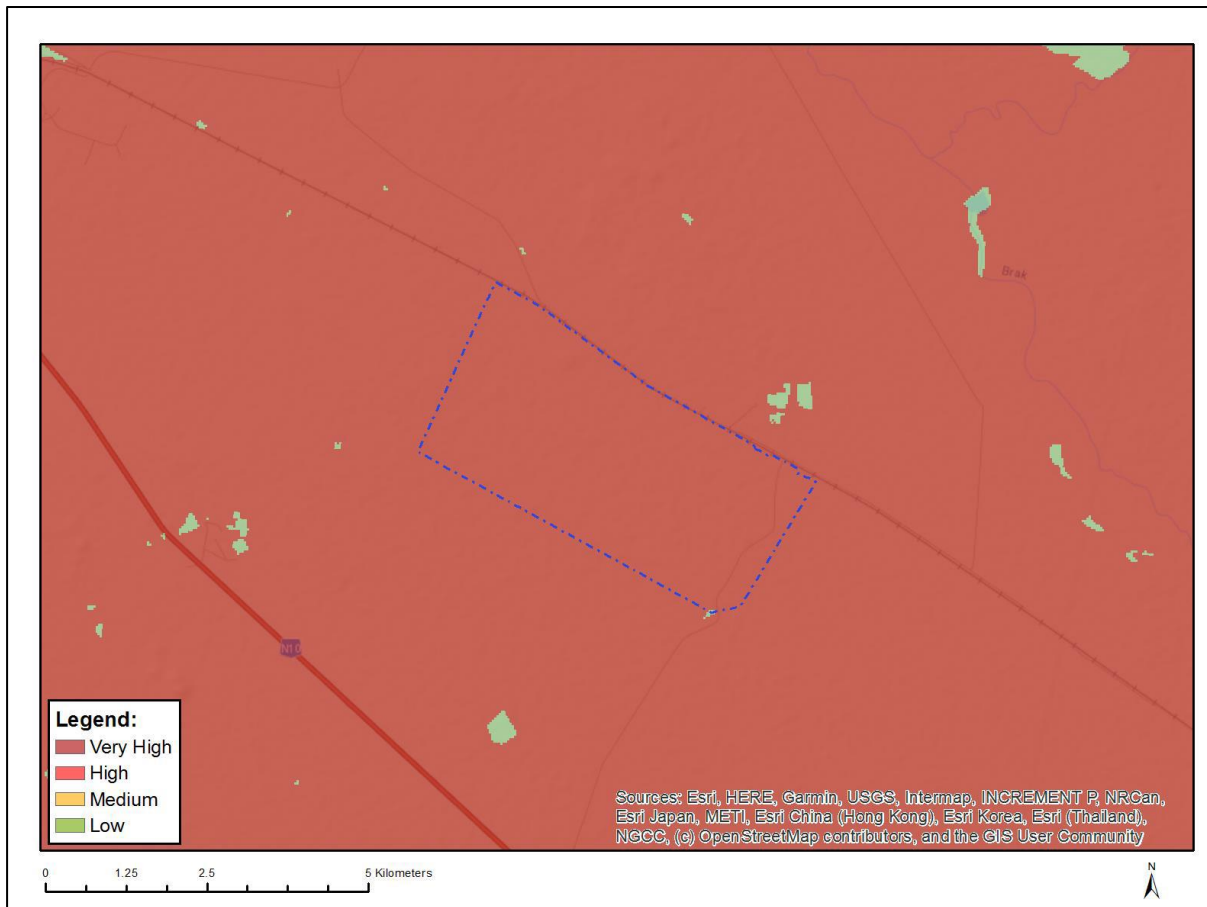 Brak
N10
Legend:
Very High
High
Medium
Low
Sources: Esri, HERE, Garmin, USGS, Intermap, INCREMENT P, NRCan,
Esri Japan, METI, Esri China (Hong Kong), Esri Korea, Esri (Thailand),
NGCC, (c) OpenStreetMap contributors, and the GIS User Community
0 1.25 2.5 5 Kilometers
N